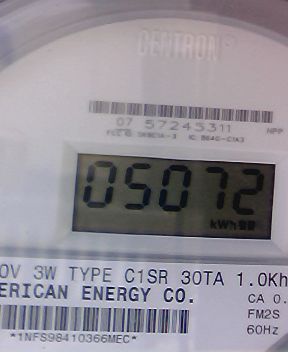 CENTRON
07 57245311
HPP
05072
kWh
0V 3W TYPE C1SR 30TA 1.0Kh
ERICAN ENERGY CO.
CA 0.
FM2S
60Hz
*1NFS98410366MEC*